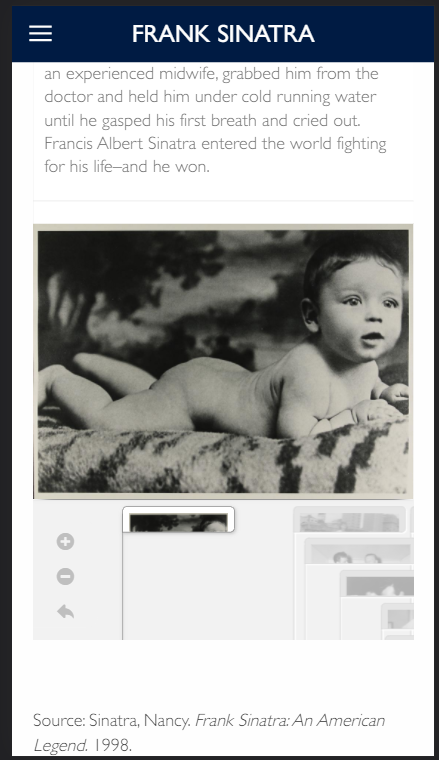 FRANK SINATRA
an experienced midwife, grabbed him from the
doctor and held him under cold running water
until he gasped his first breath and cried out.
Francis Albert Sinatra entered the world fighting
for his life–and he won.
Source: Sinatra, Nancy. Frank Sinatra: An American
Legend. 1998.